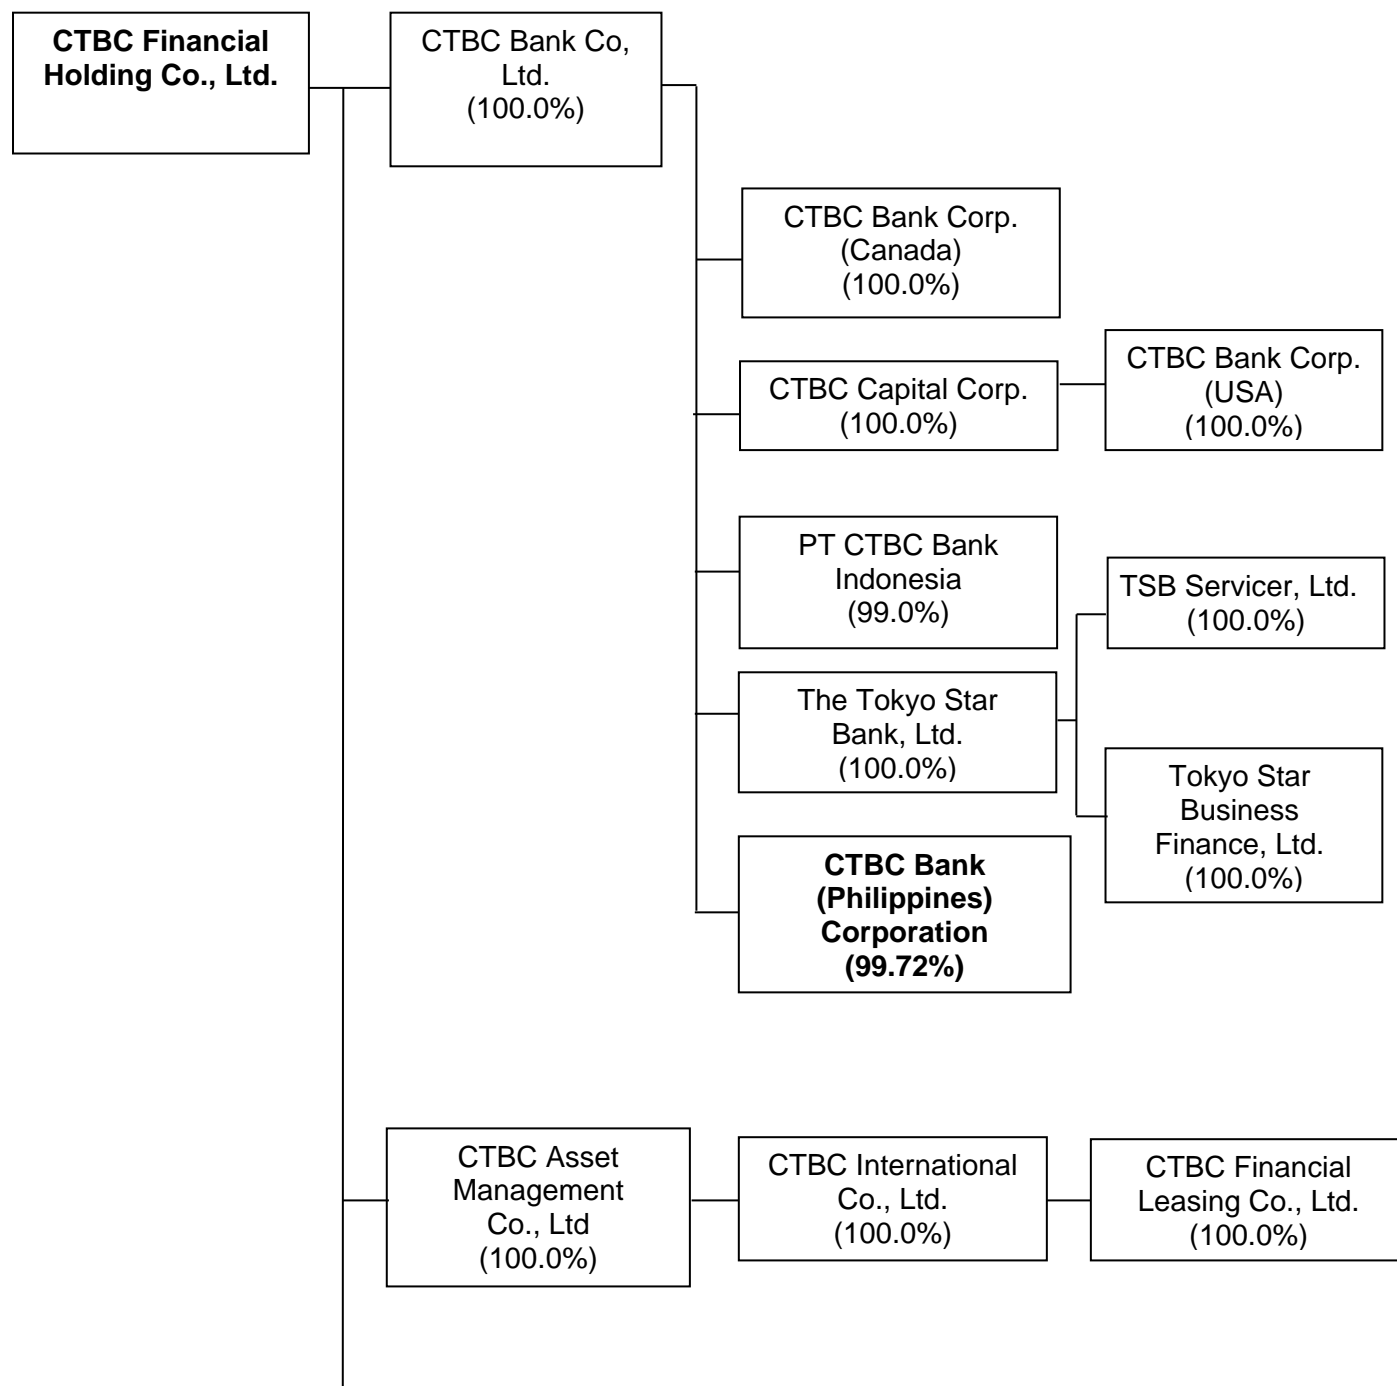 CTBC Financial
Holding Co., Ltd.
CTBC Bank Co,
Ltd.
(100.0%)
CTBC Bank Corp.
(Canada)
(100.0%)
CTBC Capital Corp.
(100.0%)
CTBC Bank Corp.
(USA)
(100.0%)
PT CTBC Bank
Indonesia
(99.0%)
The Tokyo Star
Bank, Ltd.
(100.0%)
TSB Servicer, Ltd.
(100.0%)
Tokyo Star
Business
Finance, Ltd.
(100.0%)
CTBC Bank
(Philippines)
Corporation
(99.72%)
CTBC Asset
Management
Co., Ltd
(100.0%)
CTBC International
Co., Ltd.
(100.0%)
CTBC Financial
Leasing Co., Ltd.
(100.0%)